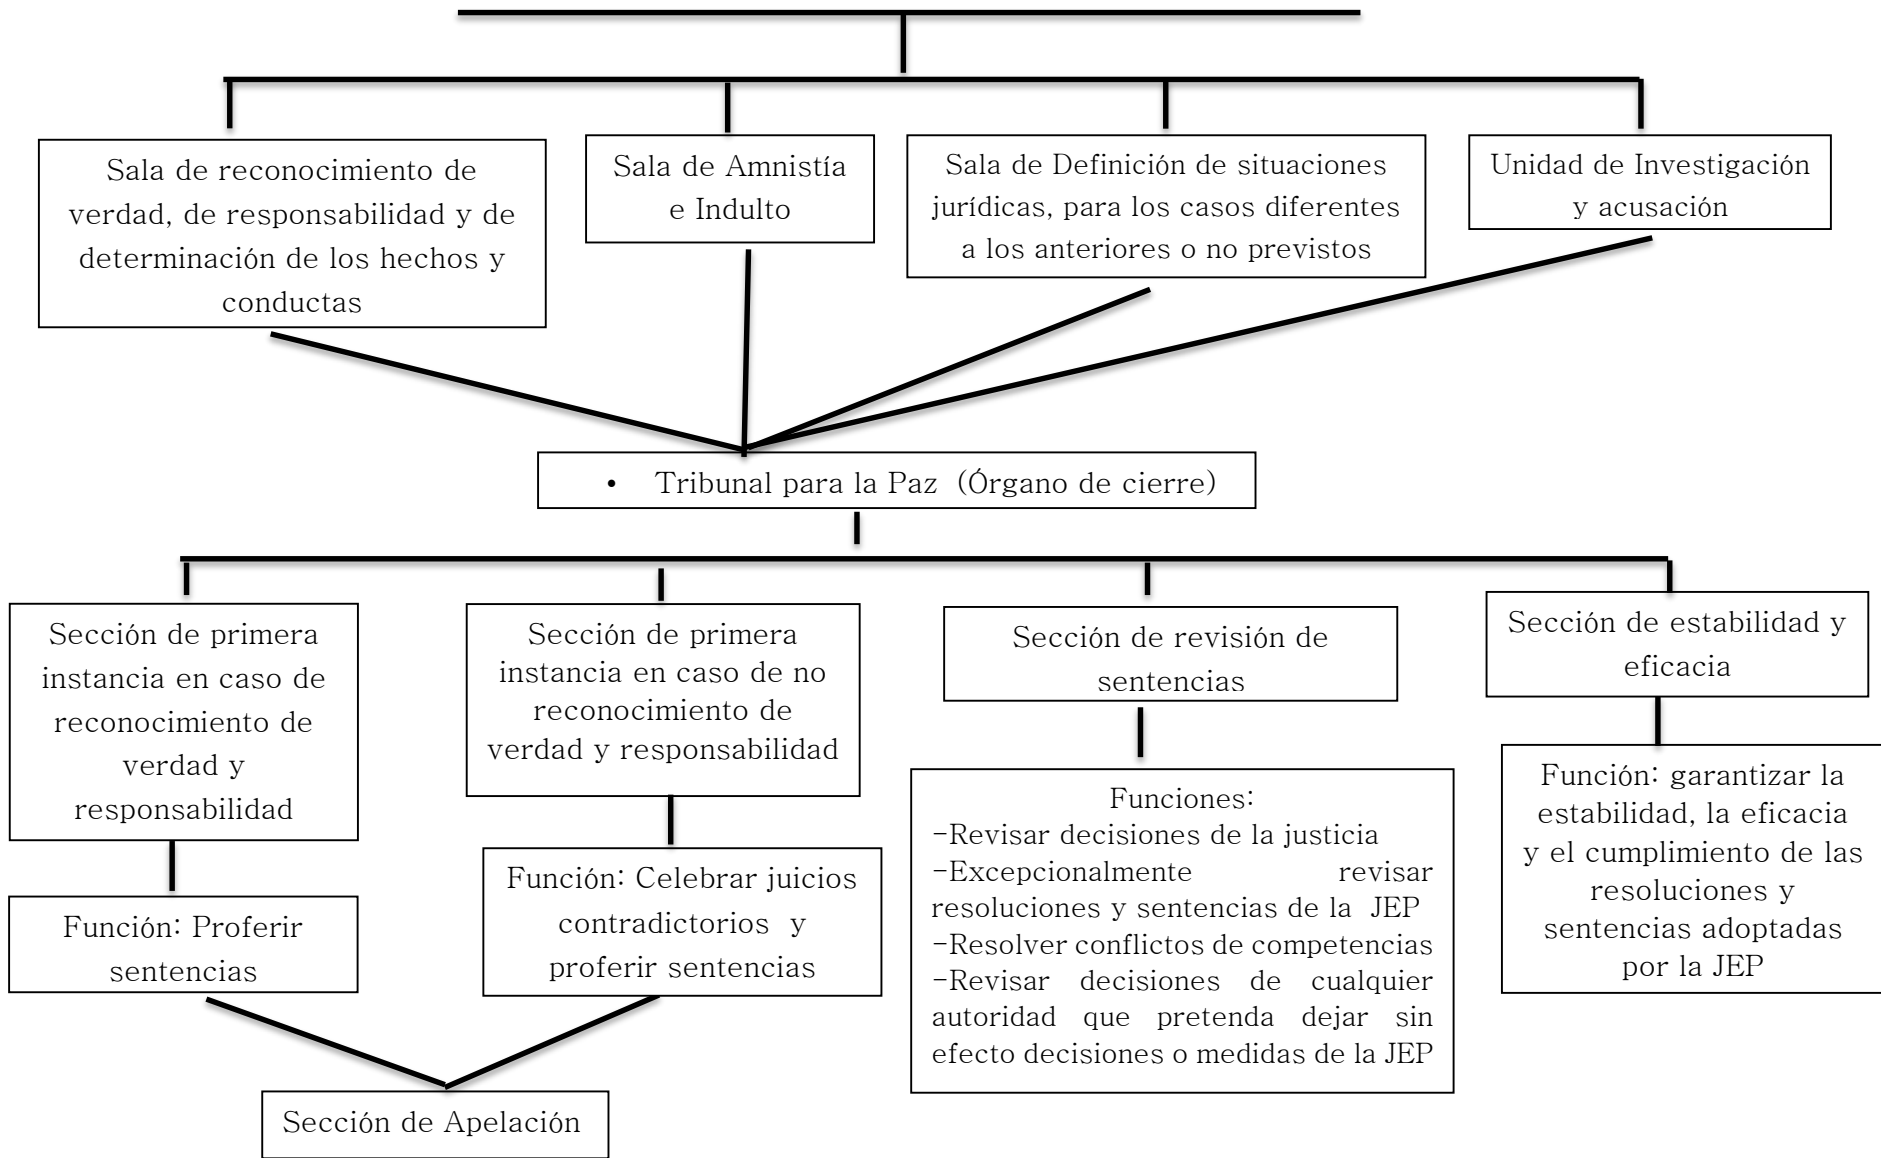 Sala de reconocimiento de
verdad, de responsabilidad y de
determinación de los hechos y
conductas
Sala de Amnistía
e Indulto
Sala de Definición de situaciones
jurídicas, para los casos diferentes
a los anteriores o no previstos
Unidad de Investigación
y acusación
• Tribunal para la Paz (Órgano de cierre)
Sección de primera
instancia en caso de
reconocimiento de
verdad y
responsabilidad
Función: Proferir
sentencias
Sección de primera
instancia en caso de no
reconocimiento de
verdad y responsabilidad
Función: Celebrar juicios
contradictorios y
proferir sentencias
Sección de Apelación
Sección de revisión de
sentencias
Funciones:
-Revisar decisiones de la justicia
-Excepcionalmente revisar
resoluciones y sentencias de la JEP
-Resolver conflictos de competencias
-Revisar decisiones de cualquier
autoridad que pretenda dejar sin
efecto decisiones o medidas de la JEP
Sección de estabilidad y
eficacia
Función: garantizar la
estabilidad, la eficacia
y el cumplimiento de las
resoluciones y
sentencias adoptadas
por la JEP